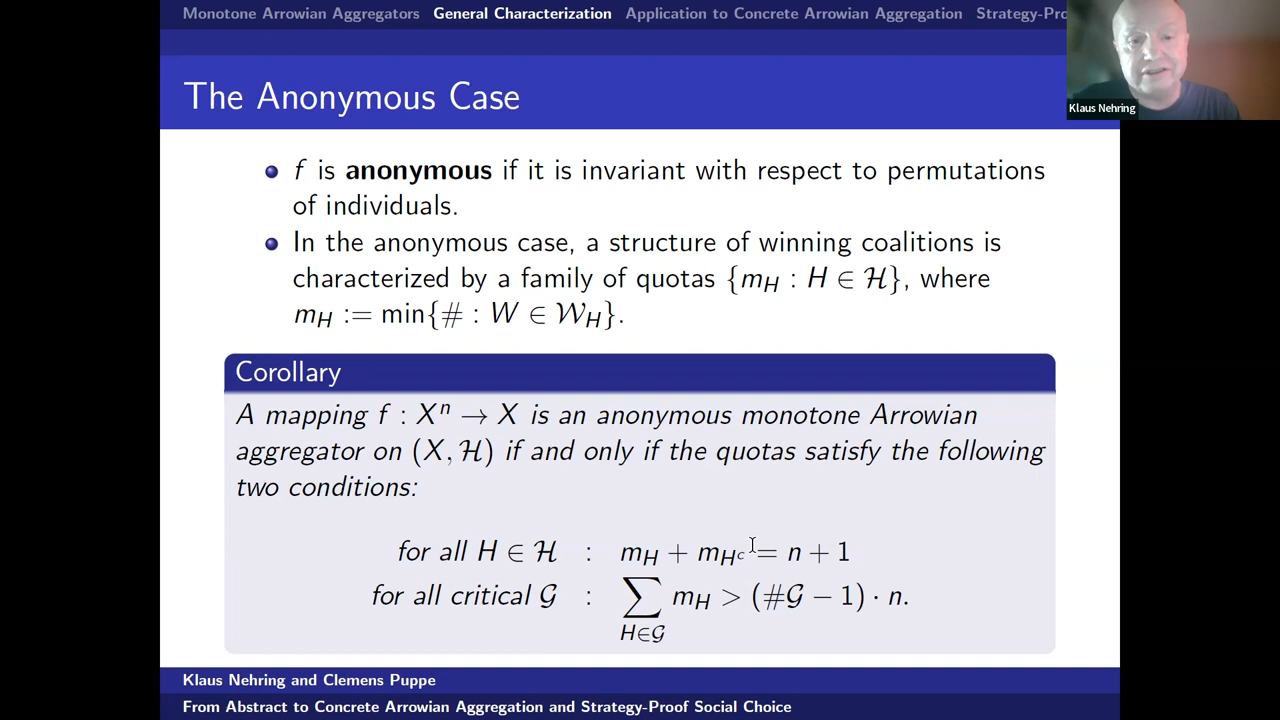 Monotone Arrowian Aggregators General Characterization Application to Concrete Arrowian Aggregation Strategy-Pro
Klaus Nehring
The Anonymous Case
f is anonymous if it is invariant with respect to permutations
of individuals.
In the anonymous case, a structure of winning coalitions is
characterized by a family of quotas {m_H : H ∈ ℋ}, where
m_H := min{# : W ∈ 𝒲_H}.
Corollary
A mapping f : Xⁿ → X is an anonymous monotone Arrowian
aggregator on (X, ℋ) if and only if the quotas satisfy the following
two conditions:
for all H ∈ ℋ : m_H + m_{H^c} = n + 1
for all critical 𝒢 : ∑_{H∈𝒢} m_H > (#𝒢 − 1) · n.
Klaus Nehring and Clemens Puppe
From Abstract to Concrete Arrowian Aggregation and Strategy-Proof Social Choice